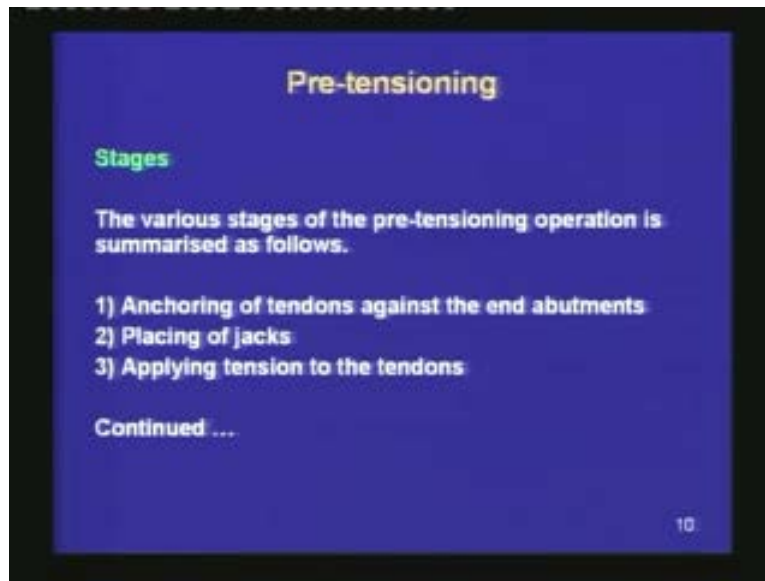 Pre-tensioning
Stages
The various stages of the pre-tensioning operation is
summarised as follows.
1) Anchoring of tendons against the end abutments
2) Placing of jacks
3) Applying tension to the tendons
Continued ...
10